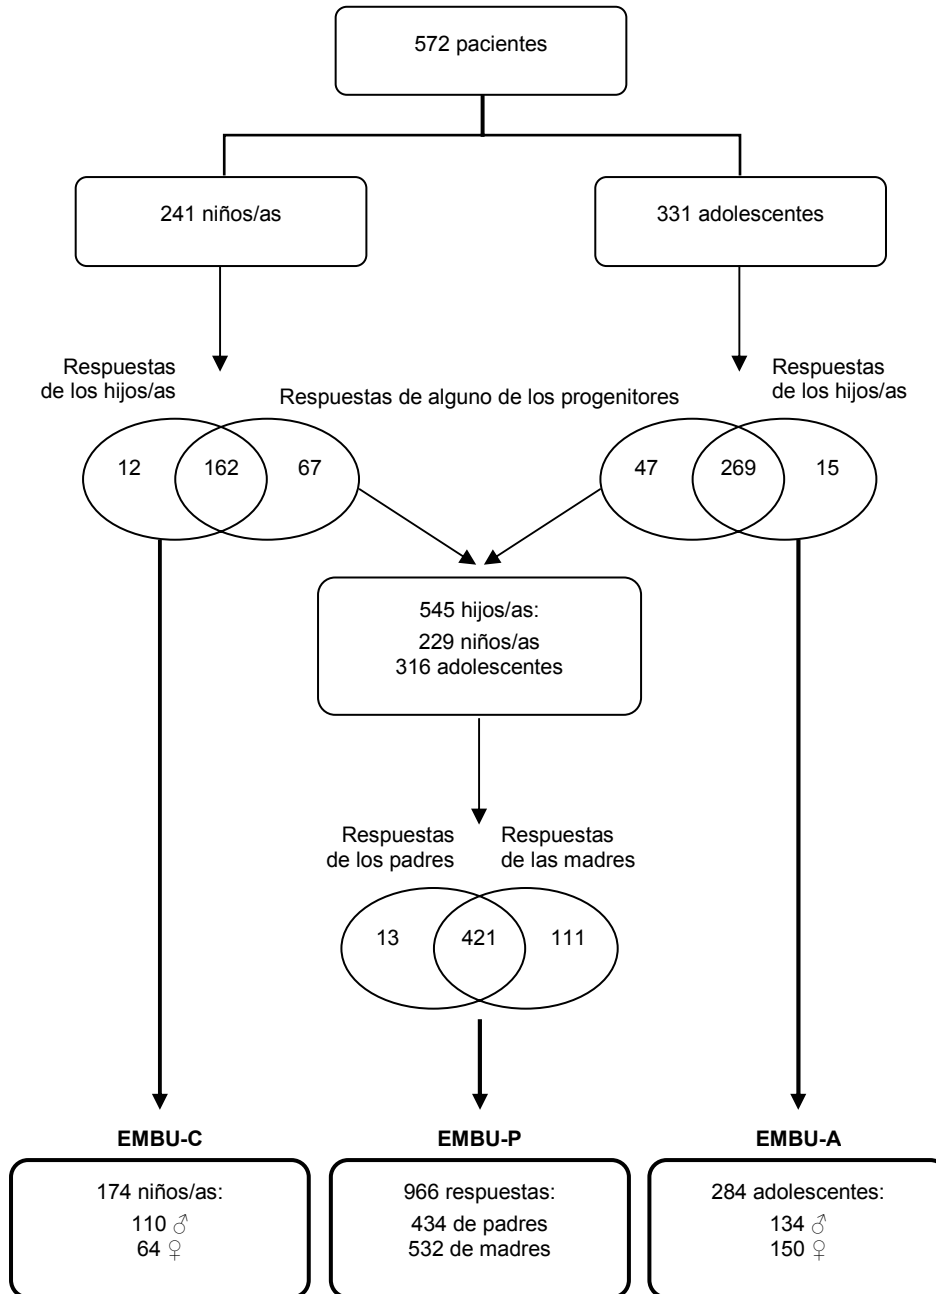 572 pacientes
241 niños/as
331 adolescentes
Respuestas
de los hijos/as
Respuestas de alguno de los progenitores
Respuestas
de los hijos/as
12
162
67
47
269
15
545 hijos/as:
229 niños/as
316 adolescentes
Respuestas
de los padres
Respuestas
de las madres
13
421
111
EMBU-C
174 niños/as:
110 ♂
64 ♀
EMBU-P
966 respuestas:
434 de padres
532 de madres
EMBU-A
284 adolescentes:
134 ♂
150 ♀